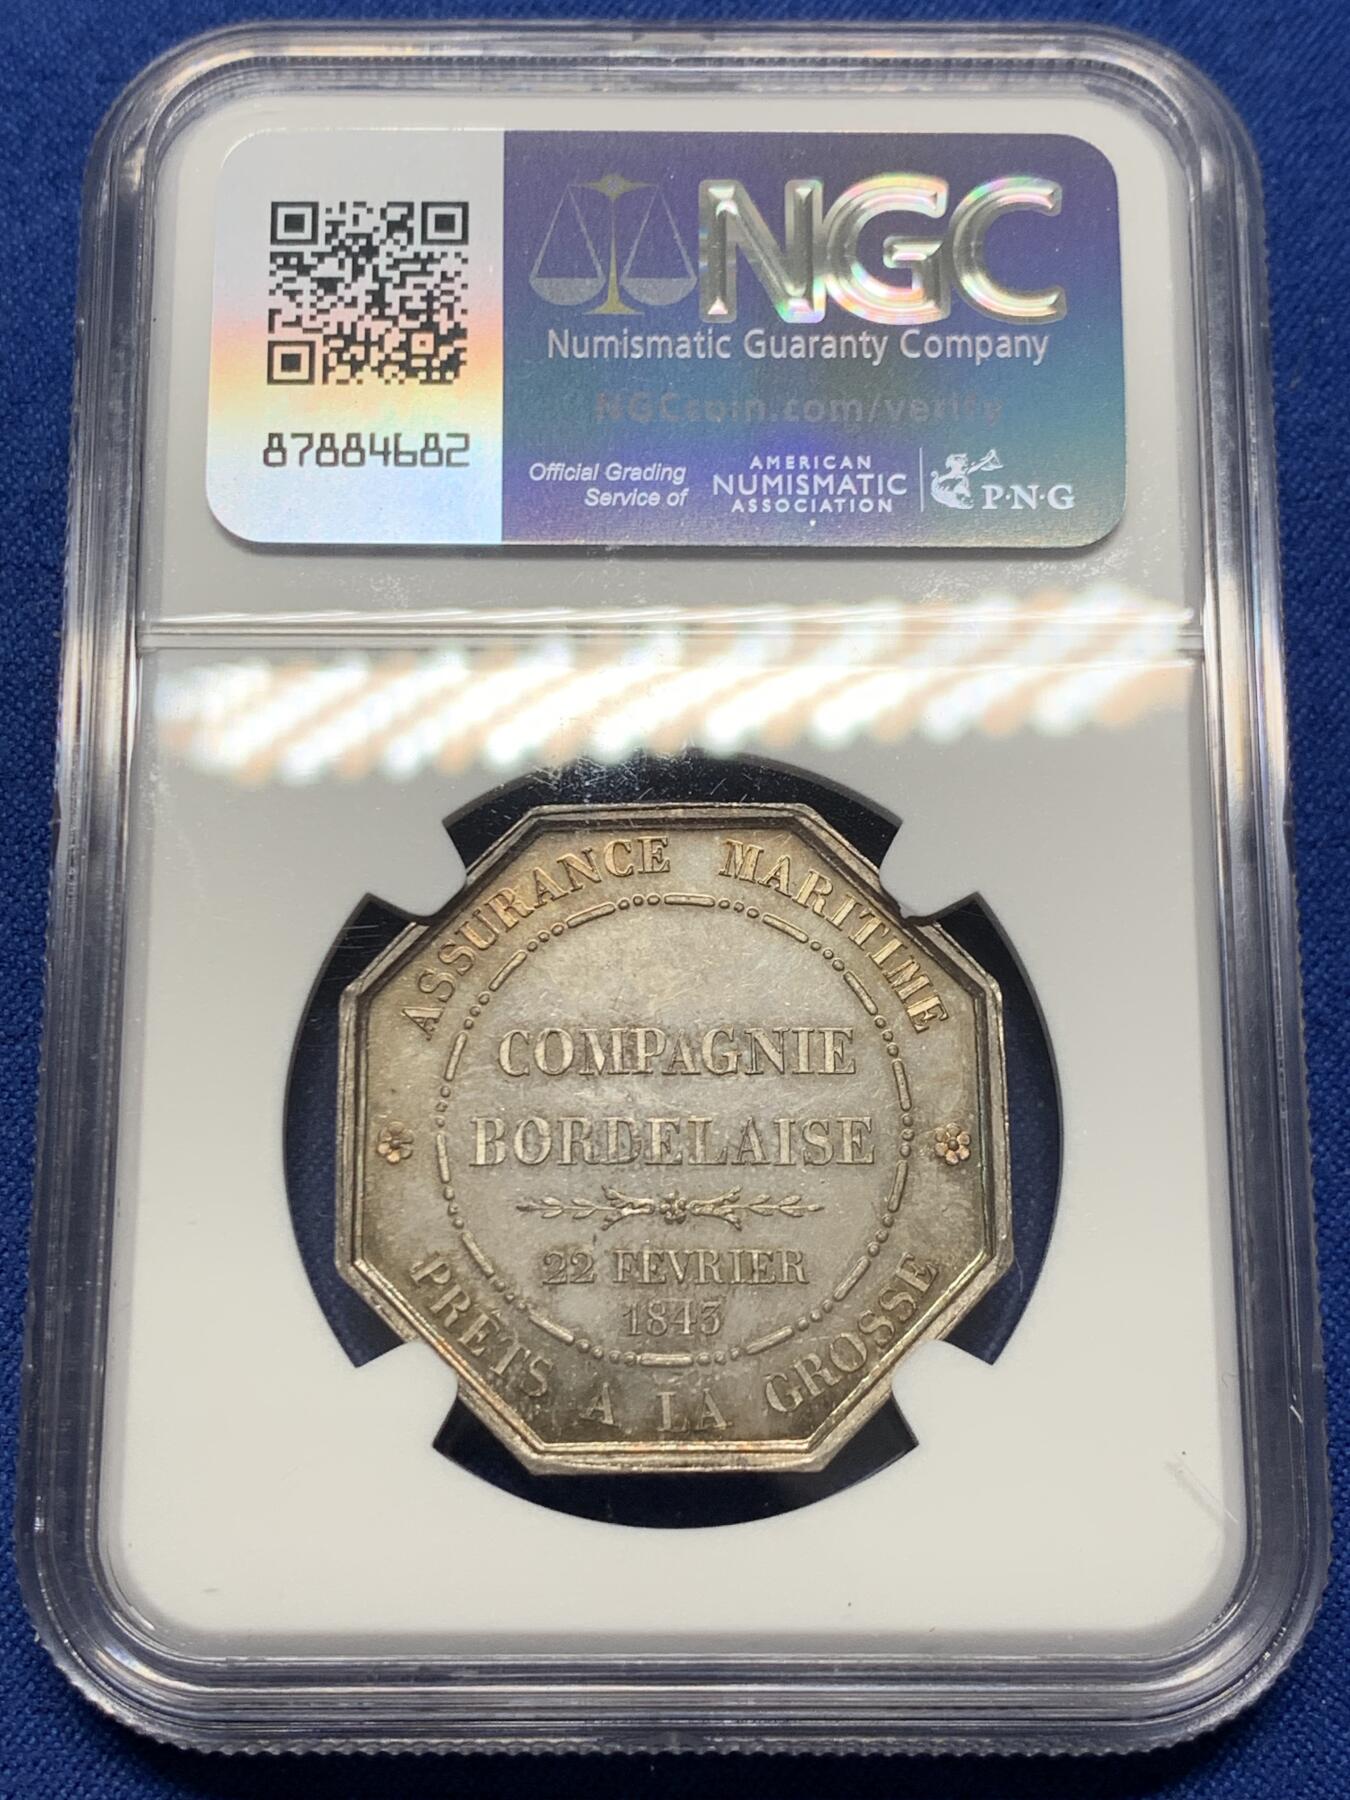 NGC
Numismatic Guaranty Company
NGCcoin.com/verify
87884682
Official Grading
Service of
AMERICAN
NUMISMATIC
ASSOCIATION
P·N·G
ASSURANCE MARITIME
COMPAGNIE
BORDELAISE
22 FEVRIER
1843
PRÊTS A LA GROSSE